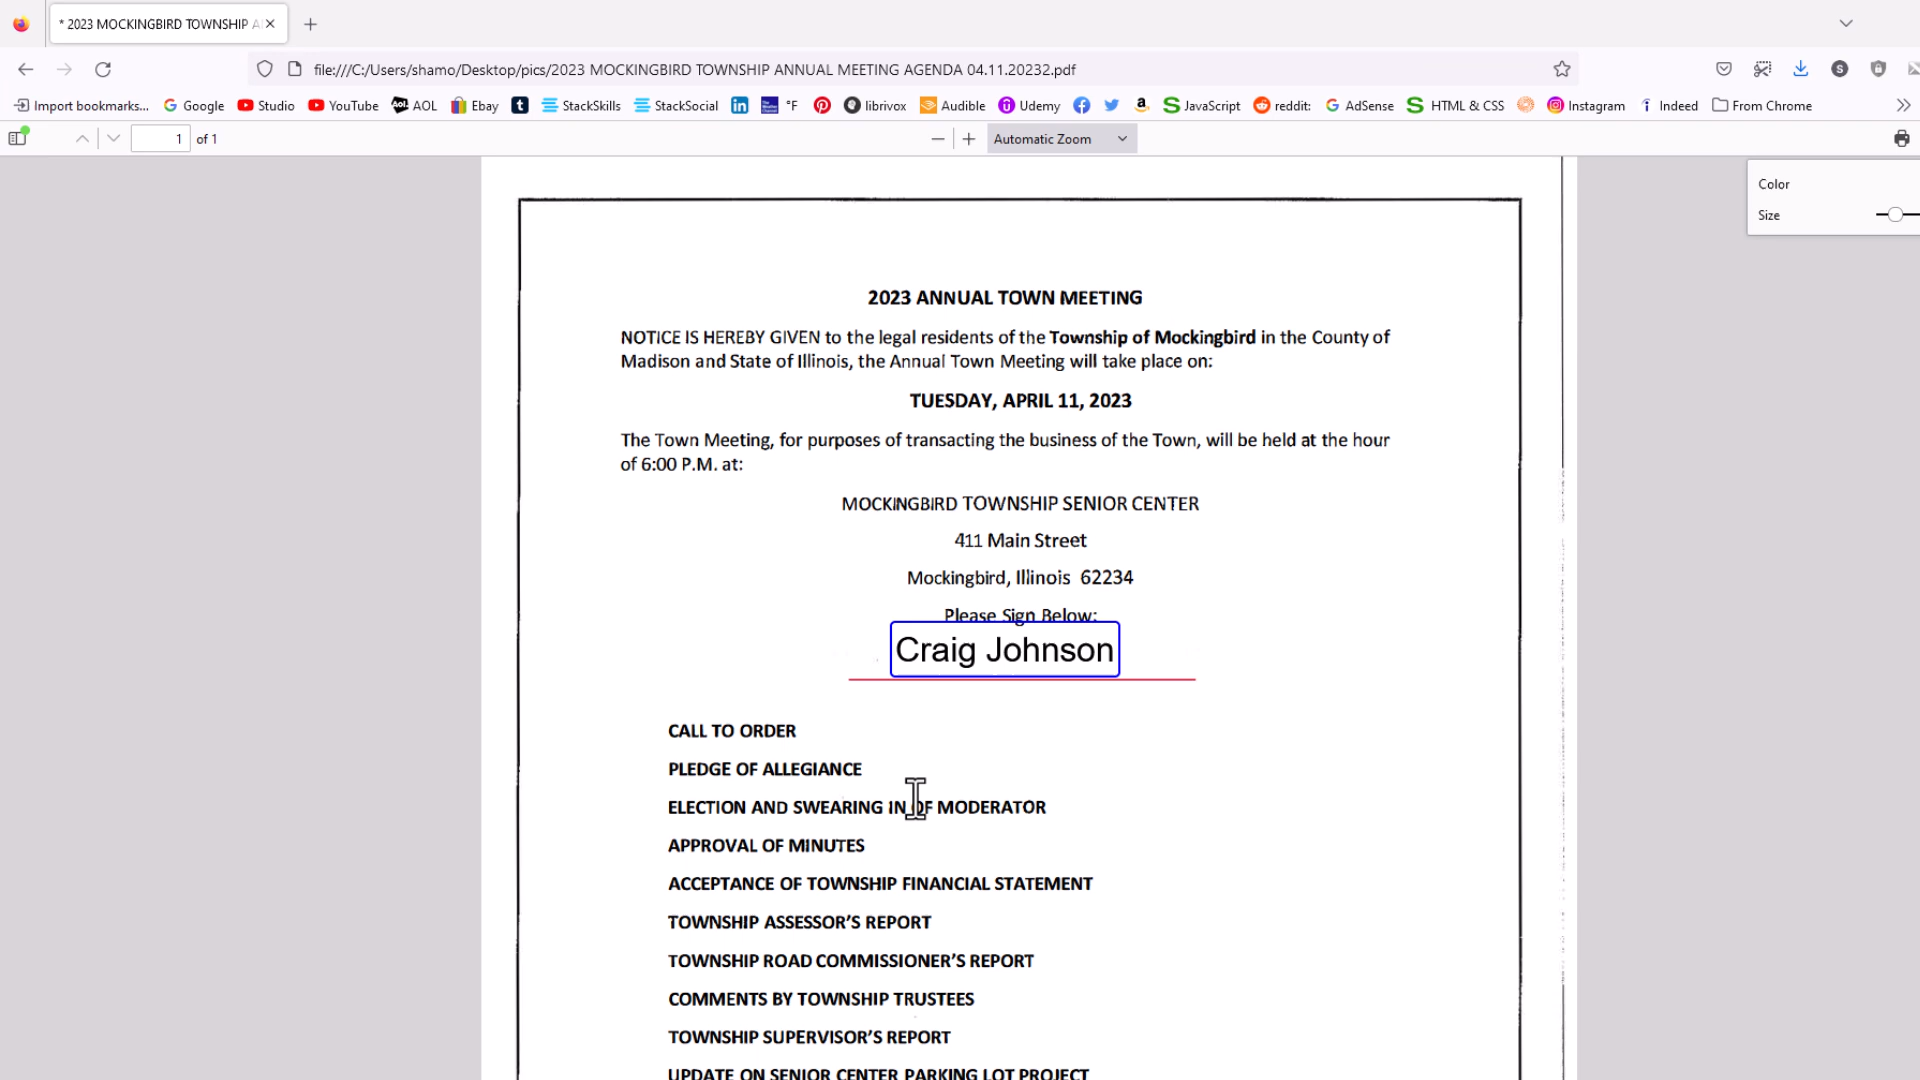 * 2023 MOCKINGBIRD TOWNSHIP A
file:///C:/Users/shamo/Desktop/pics/2023 MOCKINGBIRD TOWNSHIP ANNUAL MEETING AGENDA 04.11.20232.pdf
S
Import bookmarks... G Google Studio YouTube Aol. AOL Ebay t StackSkills StackSocial in °F librivox Audible Udemy a S JavaScript reddit: G AdSense S HTML & CSS Instagram Indeed From Chrome
1 of 1 Automatic Zoom
Color
Size
2023 ANNUAL TOWN MEETING
NOTICE IS HEREBY GIVEN to the legal residents of the Township of Mockingbird in the County of
Madison and State of Illinois, the Annual Town Meeting will take place on:
TUESDAY, APRIL 11, 2023
The Town Meeting, for purposes of transacting the business of the Town, will be held at the hour
of 6:00 P.M. at:
MOCKINGBIRD TOWNSHIP SENIOR CENTER
411 Main Street
Mockingbird, Illinois 62234
Please Sign Below:
Craig Johnson
CALL TO ORDER
PLEDGE OF ALLEGIANCE
ELECTION AND SWEARING IN OF MODERATOR
APPROVAL OF MINUTES
ACCEPTANCE OF TOWNSHIP FINANCIAL STATEMENT
TOWNSHIP ASSESSOR'S REPORT
TOWNSHIP ROAD COMMISSIONER'S REPORT
COMMENTS BY TOWNSHIP TRUSTEES
TOWNSHIP SUPERVISOR'S REPORT
UPDATE ON SENIOR CENTER PARKING LOT PROJECT